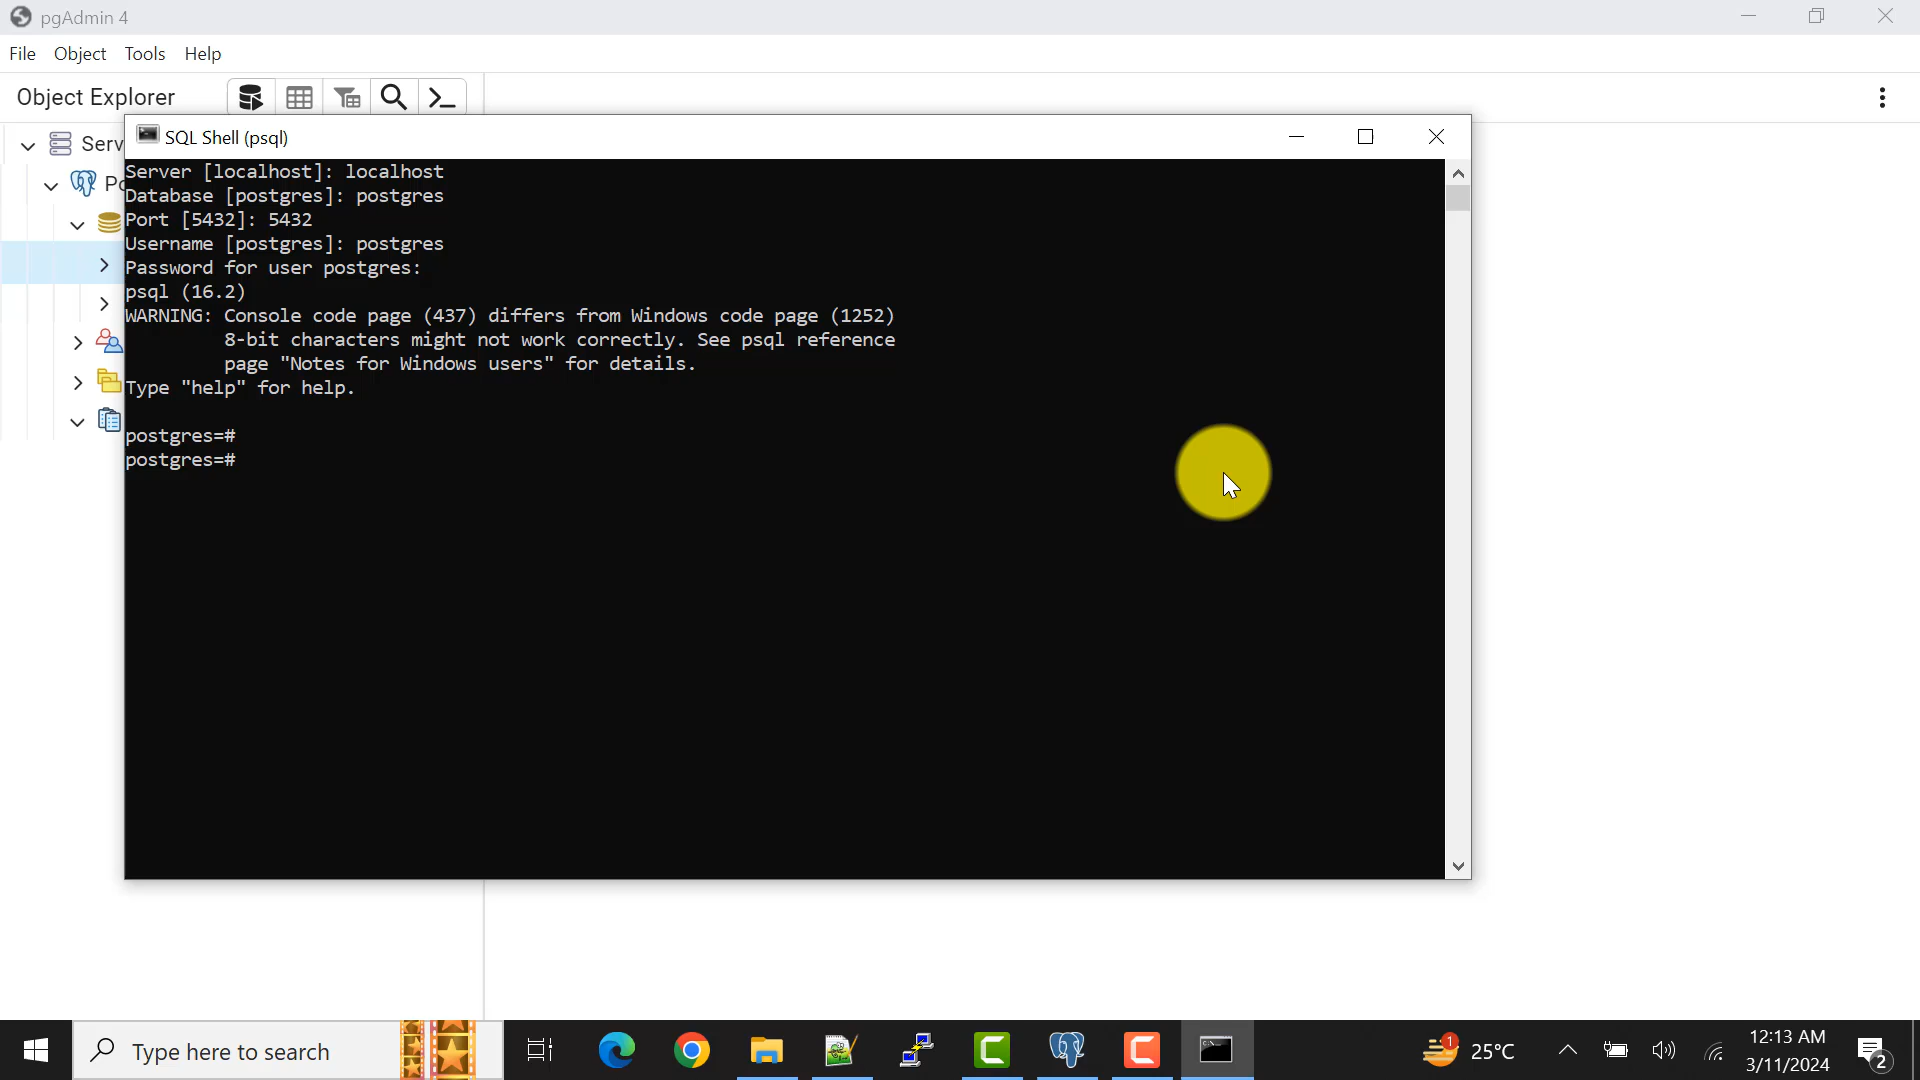 pgAdmin 4
File Object Tools Help
Object Explorer
Serv
Po
SQL Shell (psql)
Server [localhost]: localhost
Database [postgres]: postgres
Port [5432]: 5432
Username [postgres]: postgres
Password for user postgres:
psql (16.2)
WARNING: Console code page (437) differs from Windows code page (1252)
8-bit characters might not work correctly. See psql reference
page "Notes for Windows users" for details.
Type "help" for help.
postgres=#
postgres=#
Type here to search
1
25°C
12:13 AM
3/11/2024
2